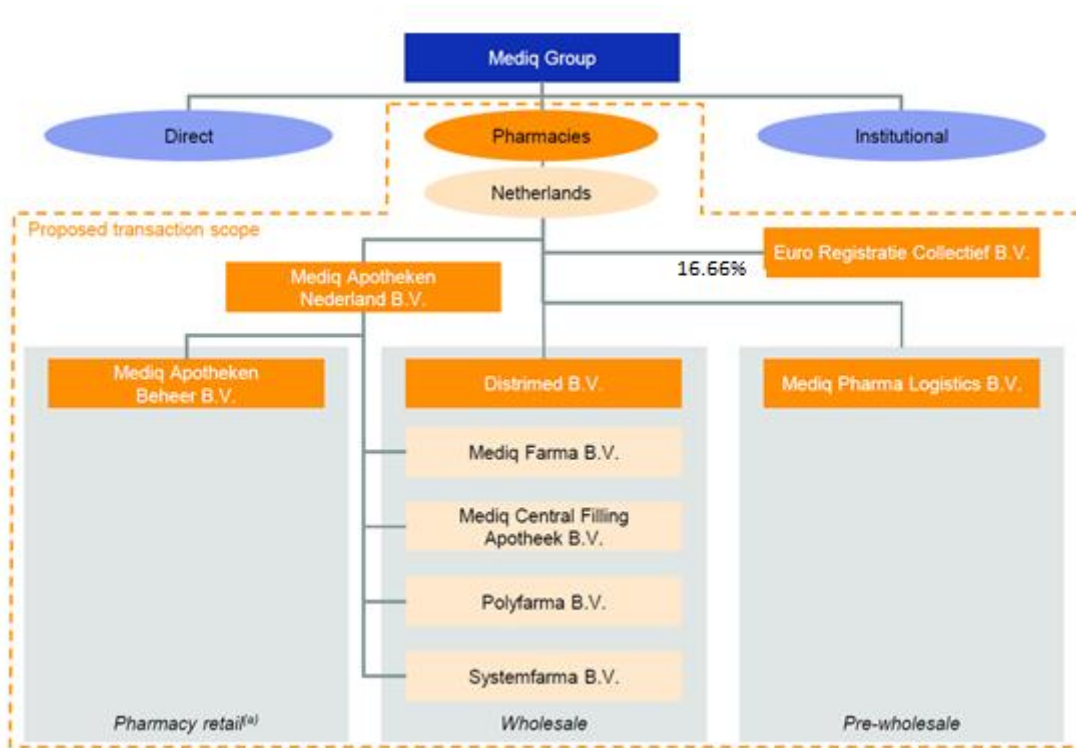 Mediq Group
Direct
Pharmacies
Institutional
Netherlands
Proposed transaction scope
Euro Registratie Collectief B.V.
16.66%
Mediq Apotheken
Nederland B.V.
Mediq Apotheken
Beheer B.V.
Distrimed B.V.
Mediq Pharma Logistics B.V.
Mediq Farma B.V.
Mediq Central Filling
Apotheek B.V.
Polyfarma B.V.
Systemfarma B.V.
Pharmacy retail(a)
Wholesale
Pre-wholesale